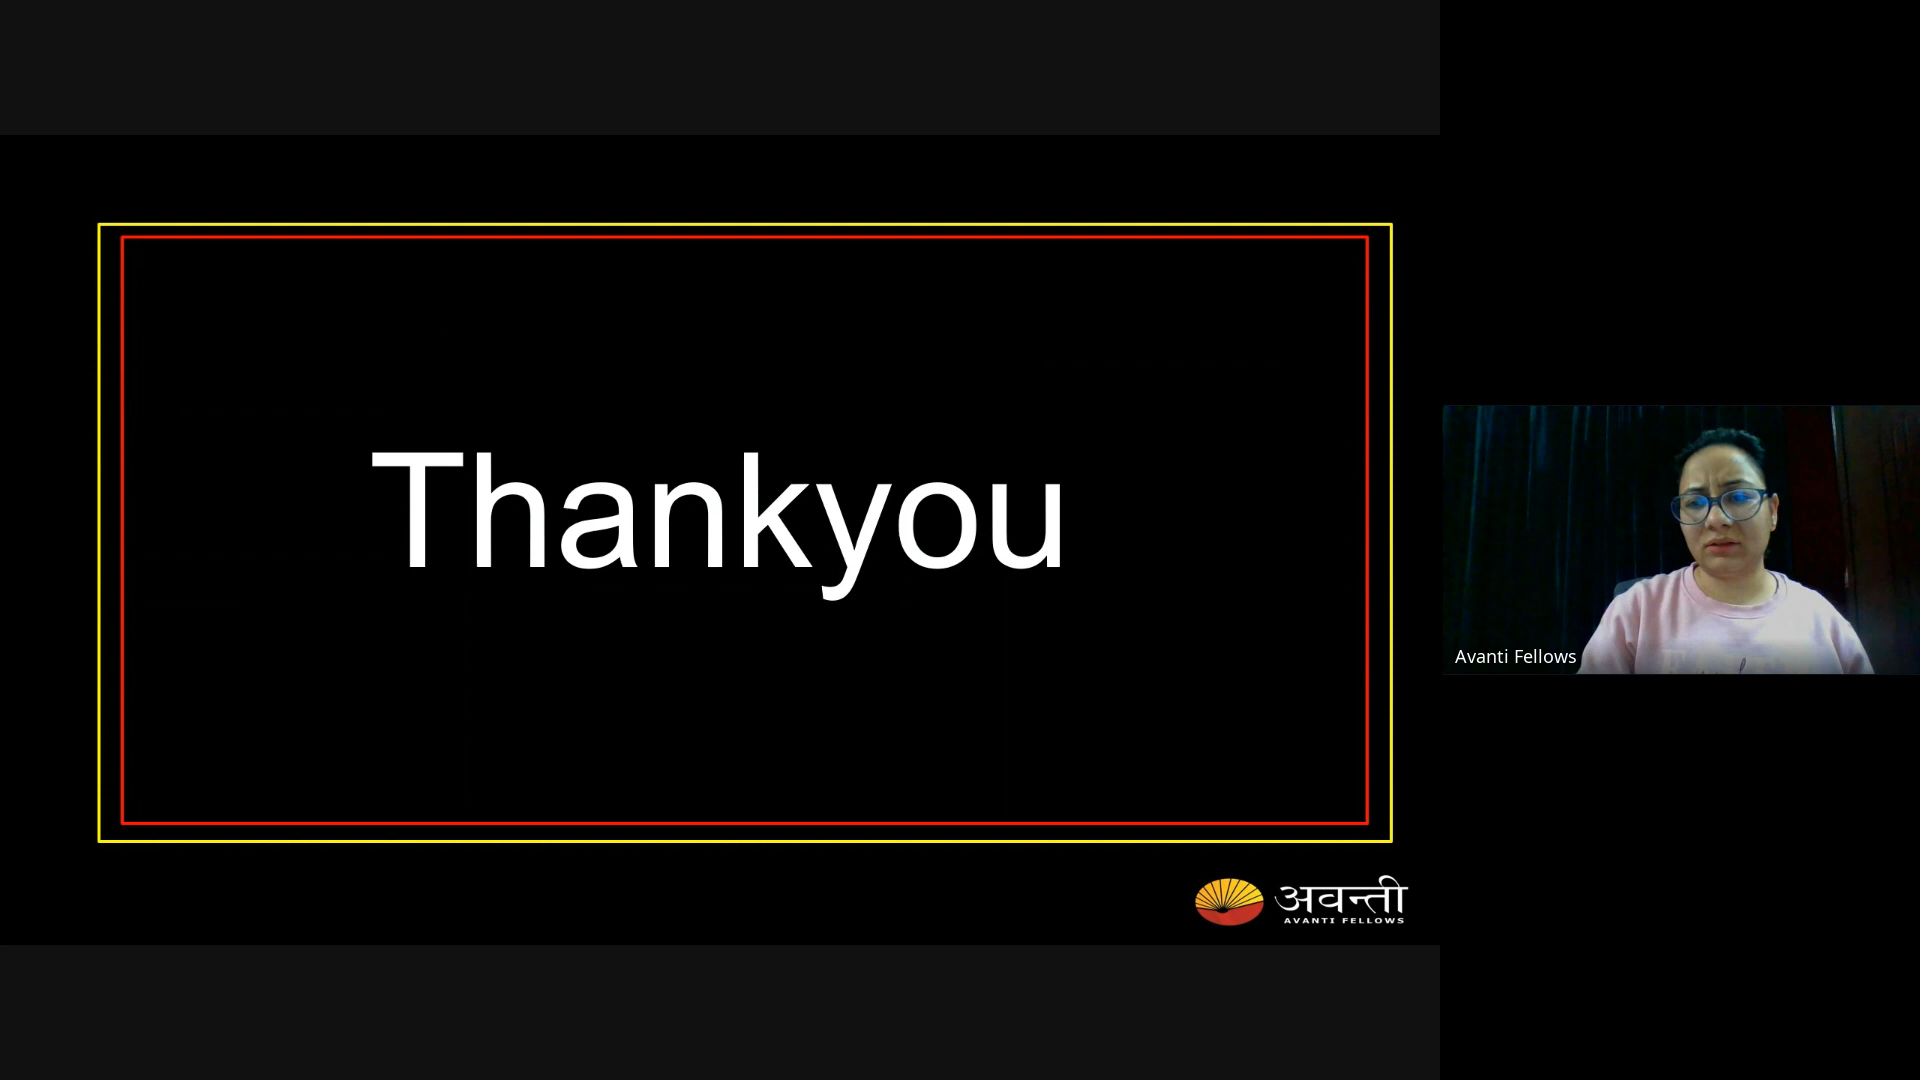 Thankyou
Avanti Fellows
अवन्ती
AVANTI FELLOWS